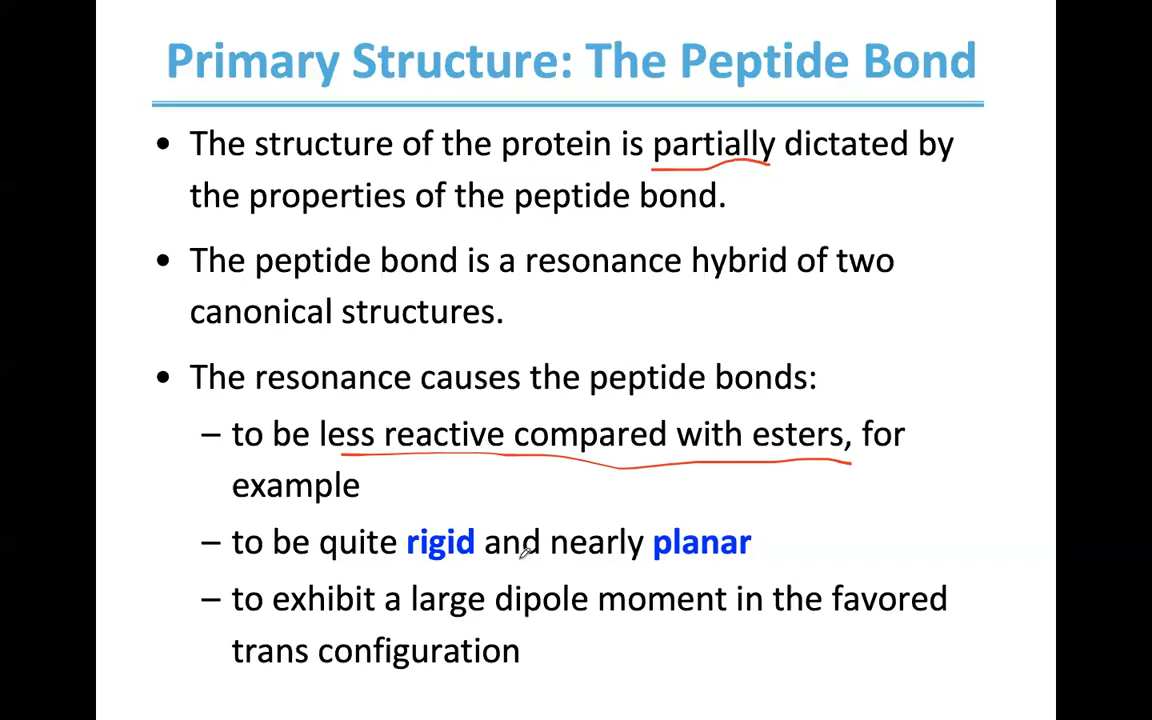 Primary Structure: The Peptide Bond
• The structure of the protein is partially dictated by
the properties of the peptide bond.
• The peptide bond is a resonance hybrid of two
canonical structures.
• The resonance causes the peptide bonds:
– to be less reactive compared with esters, for
example
– to be quite rigid and nearly planar
– to exhibit a large dipole moment in the favored
trans configuration